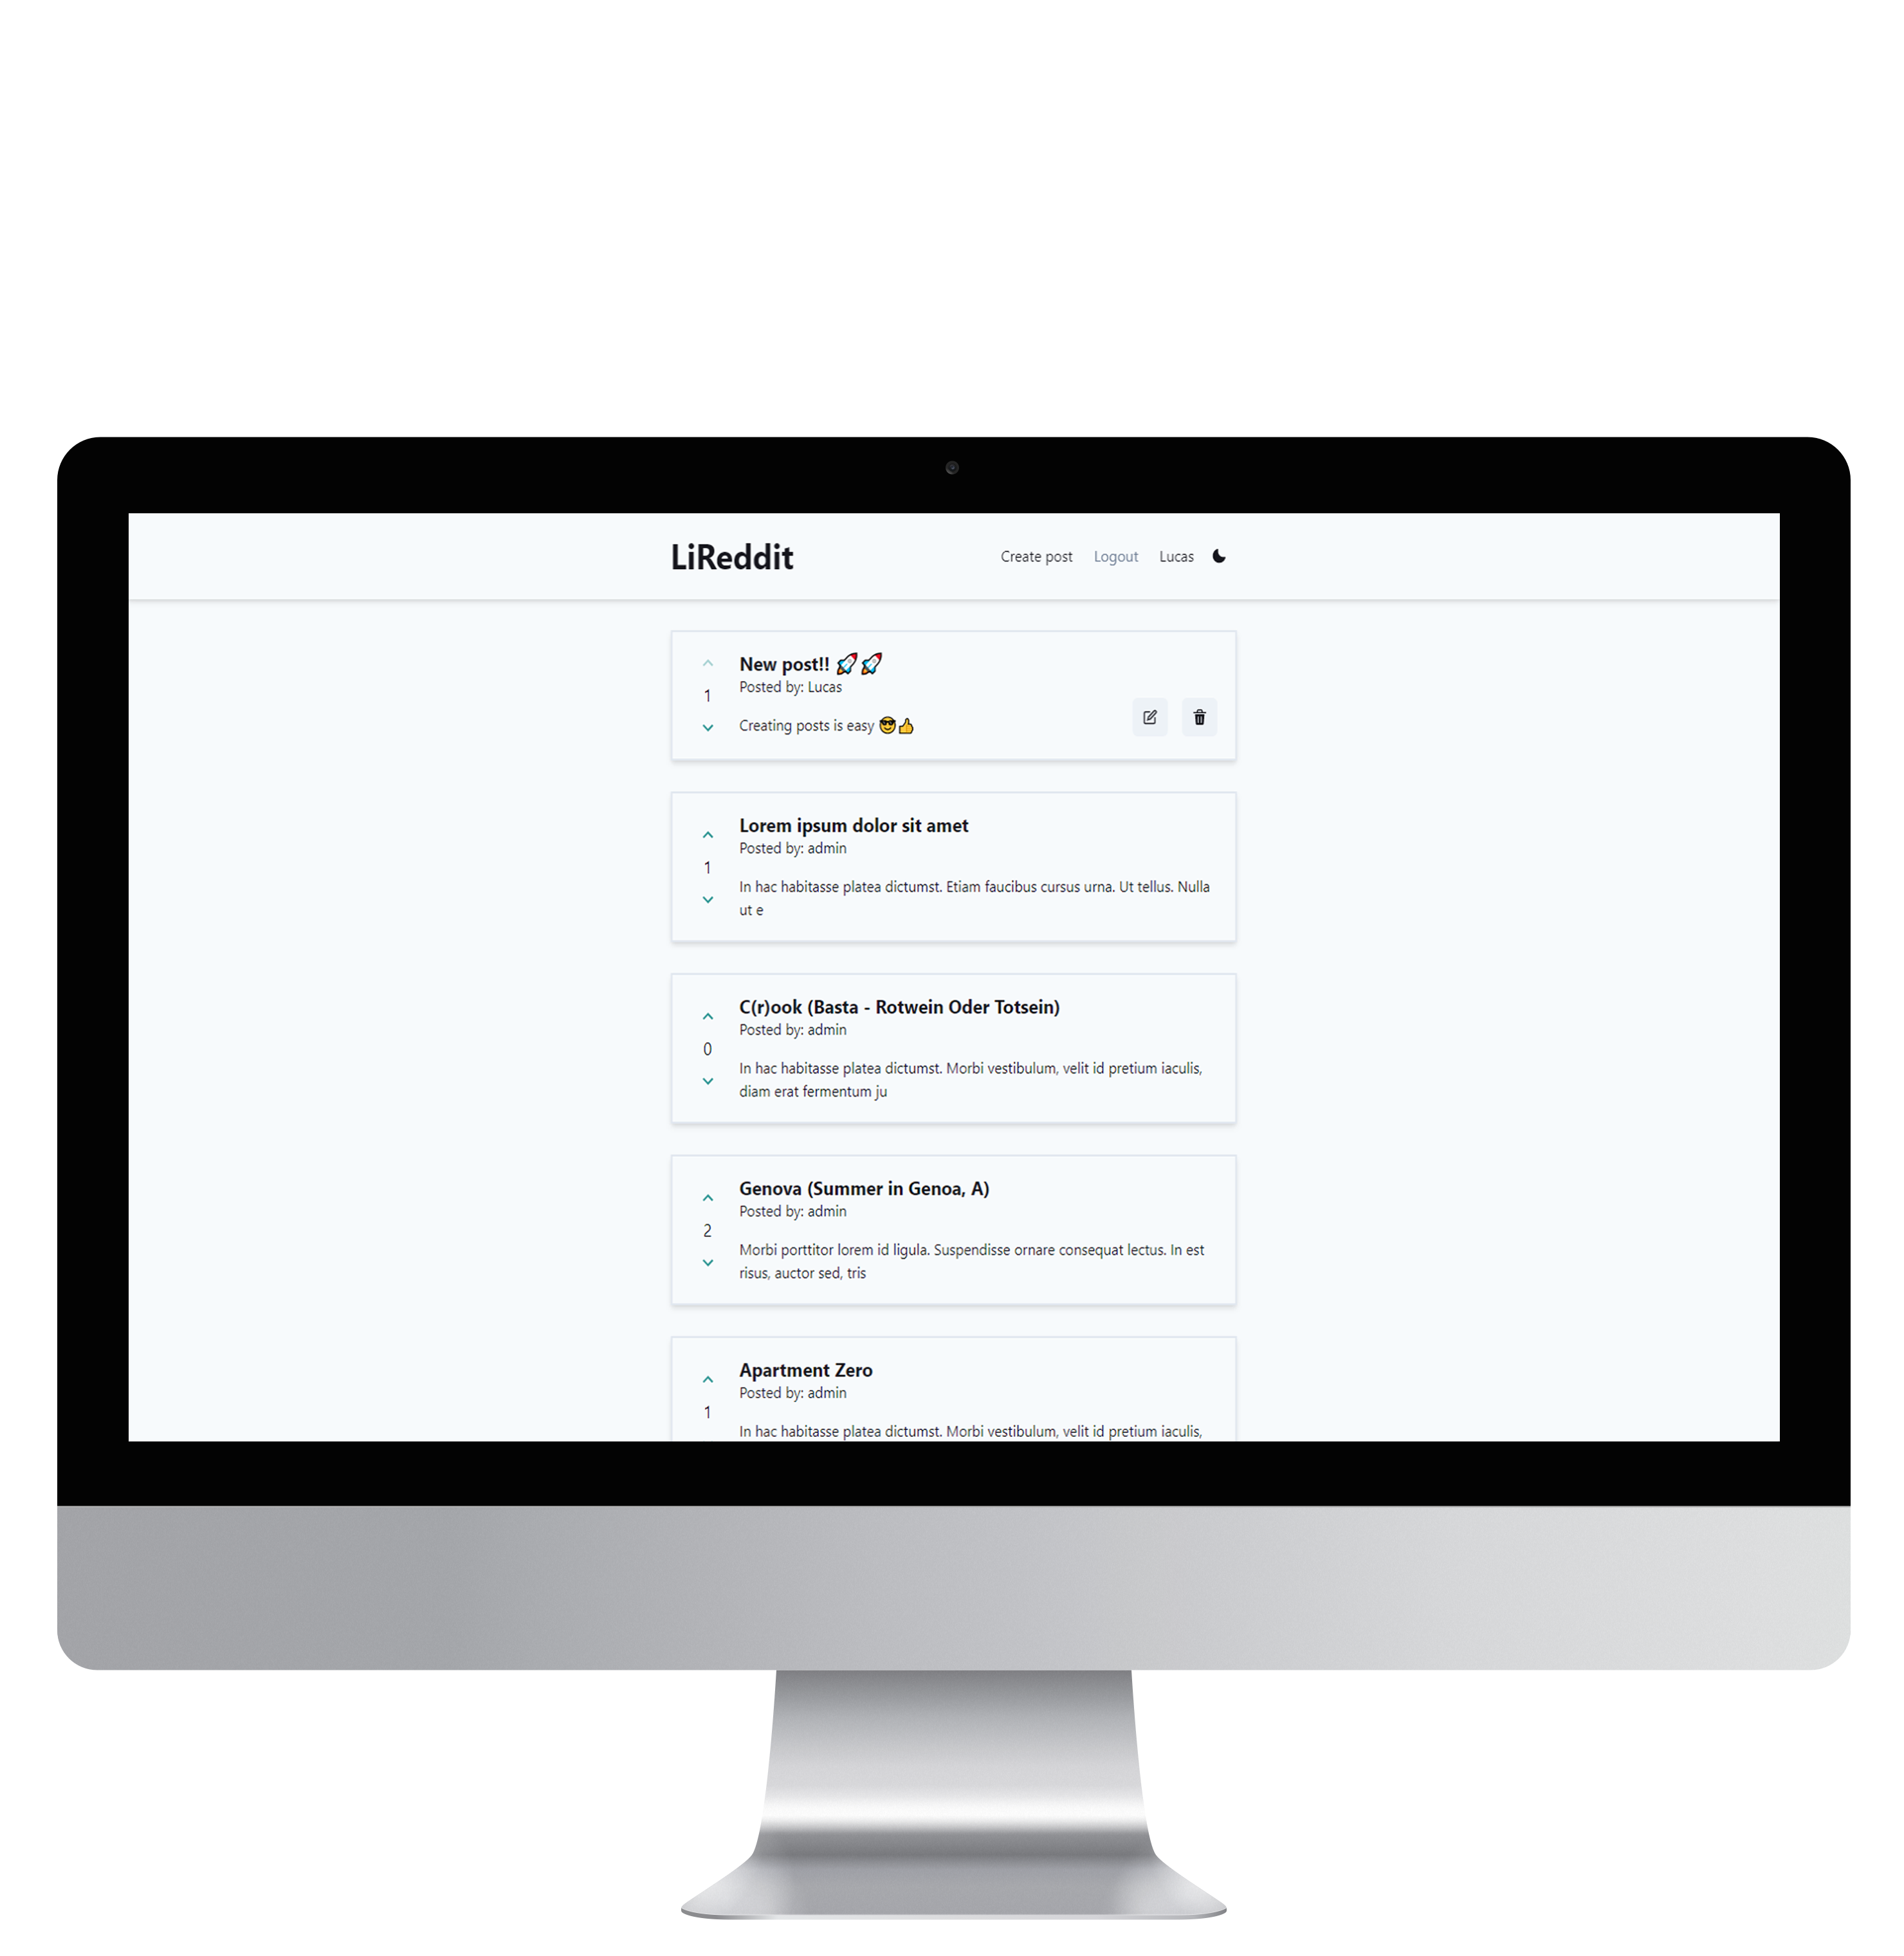 LiReddit
Create post Logout Lucas
New post!! 🚀🚀
Posted by: Lucas
1
Creating posts is easy 😎👍
Lorem ipsum dolor sit amet
Posted by: admin
1
In hac habitasse platea dictumst. Etiam faucibus cursus urna. Ut tellus. Nulla
ut e
C(r)ook (Basta - Rotwein Oder Totsein)
Posted by: admin
0
In hac habitasse platea dictumst. Morbi vestibulum, velit id pretium iaculis,
diam erat fermentum ju
Genova (Summer in Genoa, A)
Posted by: admin
2
Morbi porttitor lorem id ligula. Suspendisse ornare consequat lectus. In est
risus, auctor sed, tris
Apartment Zero
Posted by: admin
1
In hac habitasse platea dictumst. Morbi vestibulum, velit id pretium iaculis,